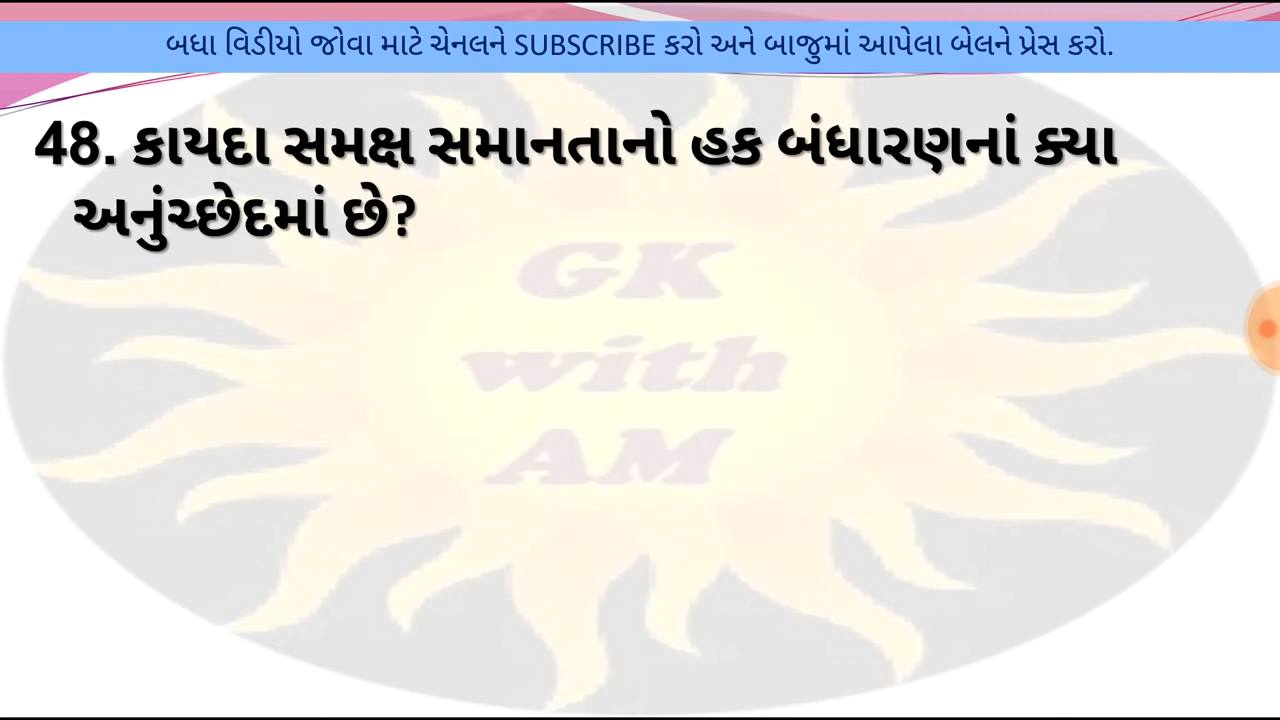 બધા વિડીયો જોવા માટે ચેનલને SUBSCRIBE કરો અને બાજુમાં આપેલા બેલને પ્રેસ કરો.
48. કાયદા સમક્ષ સમાનતાનો હક બંધારણનાં ક્યા
અનુંચ્છેદમાં છે?
GK
with
AM